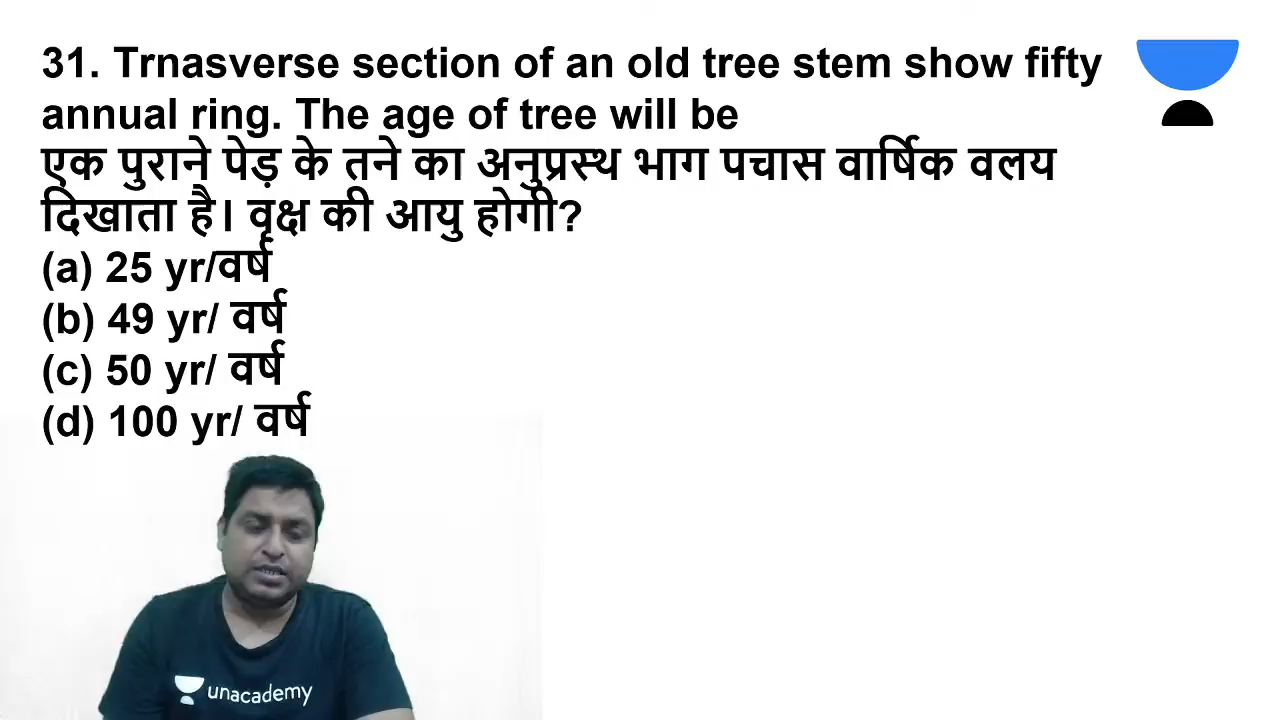 31. Trnasverse section of an old tree stem show fifty
annual ring. The age of tree will be
एक पुराने पेड़ के तने का अनुप्रस्थ भाग पचास वार्षिक वलय
दिखाता है। वृक्ष की आयु होगी?
(a) 25 yr/वर्ष
(b) 49 yr/ वर्ष
(c) 50 yr/ वर्ष
(d) 100 yr/ वर्ष
unacademy